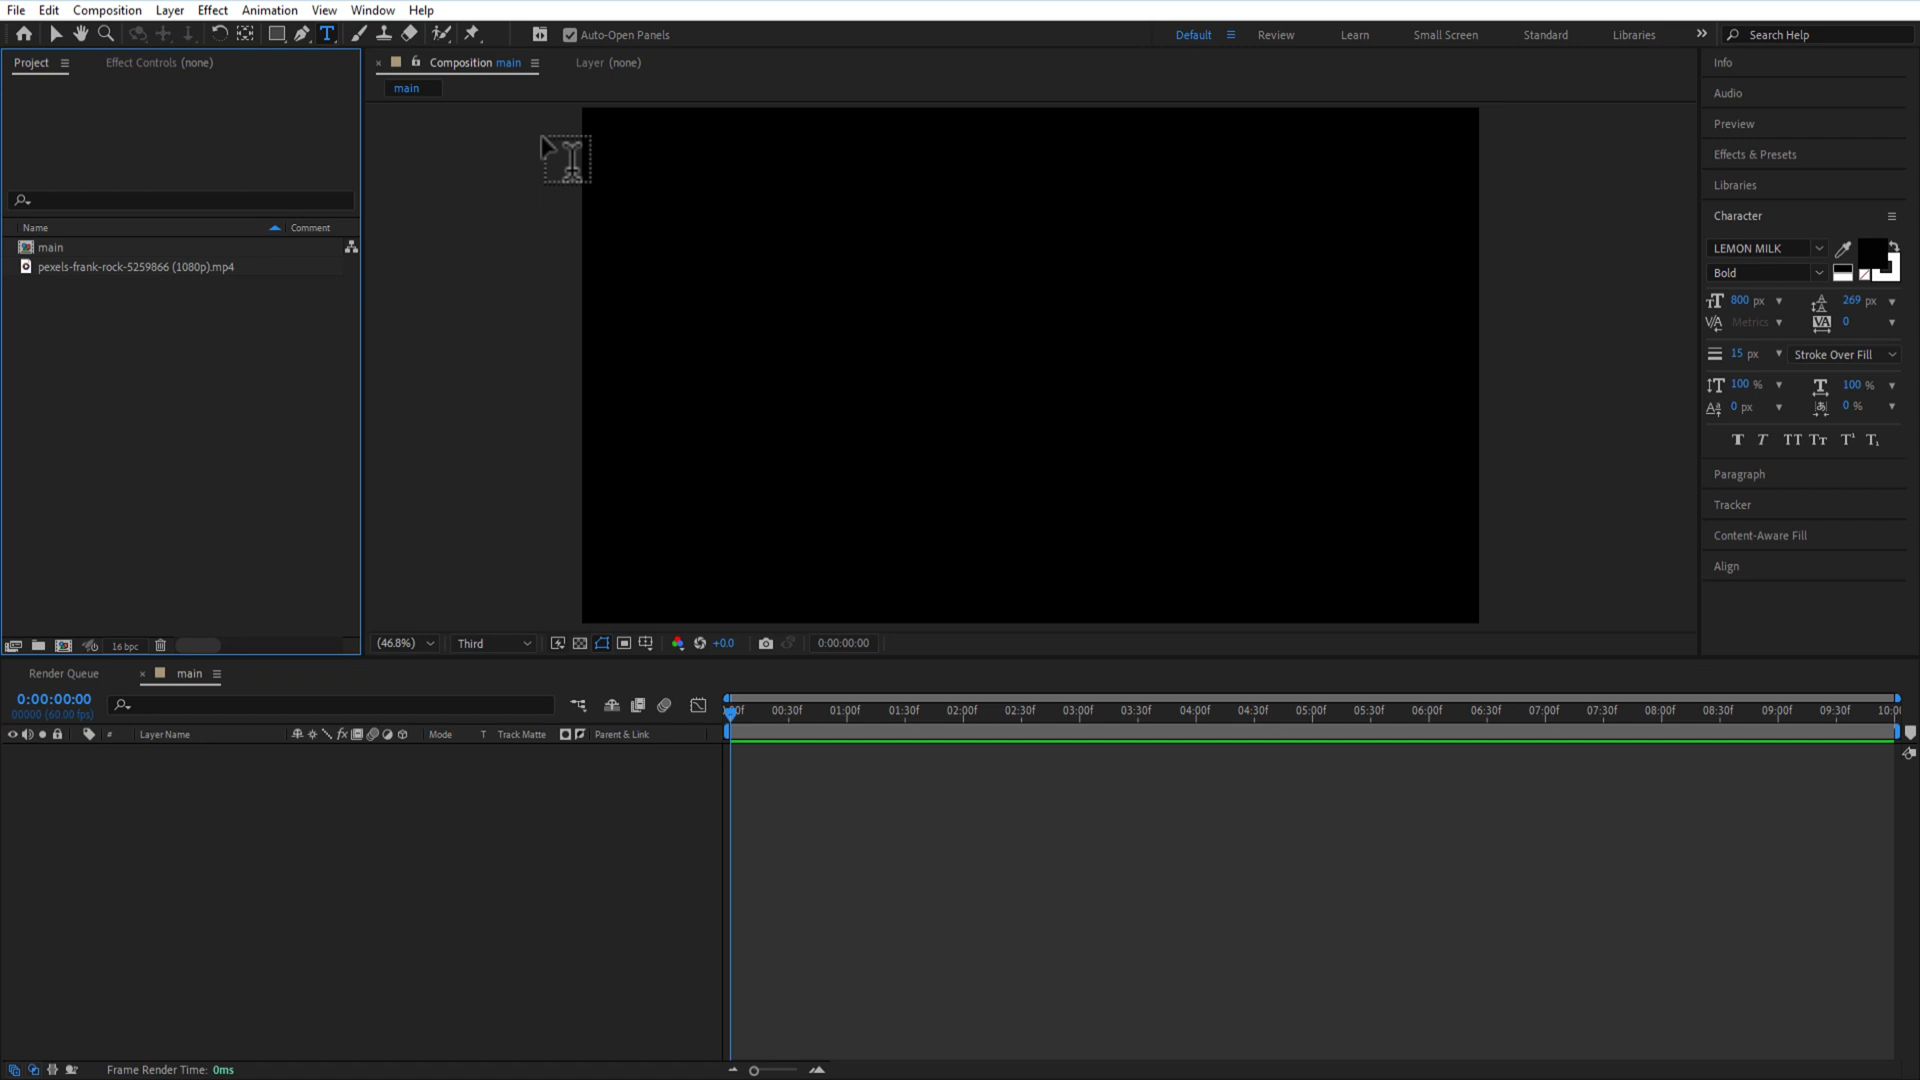 File Edit Composition Layer Effect Animation View Window Help
T Auto-Open Panels Default Review Learn Small Screen Standard Libraries » Search Help
Project Effect Controls (none) × Composition main Layer (none) Info
main
Audio
Preview
Effects & Presets
Libraries
Character
Name Comment
main
pexels-frank-rock-5259866 (1080p).mp4
LEMON MILK
Bold
800 px 269 px
Metrics 0
15 px Stroke Over Fill
100 % 100 %
0 px 0 %
T T TT Tт T¹ T₁
Paragraph
Tracker
Content-Aware Fill
Align
16 bpc (46.8%) Third +0.0 0:00:00:00
Render Queue × main
0:00:00:00
00000 (60.00 fps)
00:30f 01:00f 01:30f 02:00f 02:30f 03:00f 03:30f 04:00f 04:30f 05:00f 05:30f 06:00f 06:30f 07:00f 07:30f 08:00f 08:30f 09:00f 09:30f 10:0
# Layer Name fx Mode T Track Matte Parent & Link
Frame Render Time: 0ms